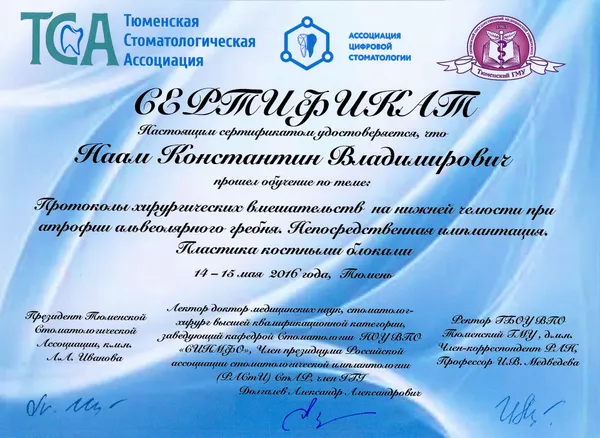 ТСА Тюменская
Стоматологическая
Ассоциация
АССОЦИАЦИЯ
ЦИФРОВОЙ
СТОМАТОЛОГИИ
Тюменский ГМУ
СЕРТИФИКАТ
Настоящим сертификатом удостоверяется, что
Наам Константин Владимирович
прошел обучение по теме:
Протоколы хирургических вмешательств на нижней челюсти при
атрофии альвеолярного гребня. Непосредственная имплантация.
Пластика костными блоками
14 – 15 мая 2016 года, Тюмень
Президент Тюменской
Стоматологической
Ассоциации, к.м.н.
Л.Л. Иванова
Лектор доктор медицинских наук, стоматолог-
хирург высшей квалификационной категории,
заведующий кафедрой Стоматологии НОУ ВПО
«СИНМФО», Член президиума Российской
ассоциации стоматологической имплантологии
(РАСтИ) СтАР, член ITI
Долгалев Александр Александрович
Ректор ГБОУ ВПО
Тюменский ГМУ, д.м.н.
Член-корреспондент РАН,
Профессор И.В. Медведева